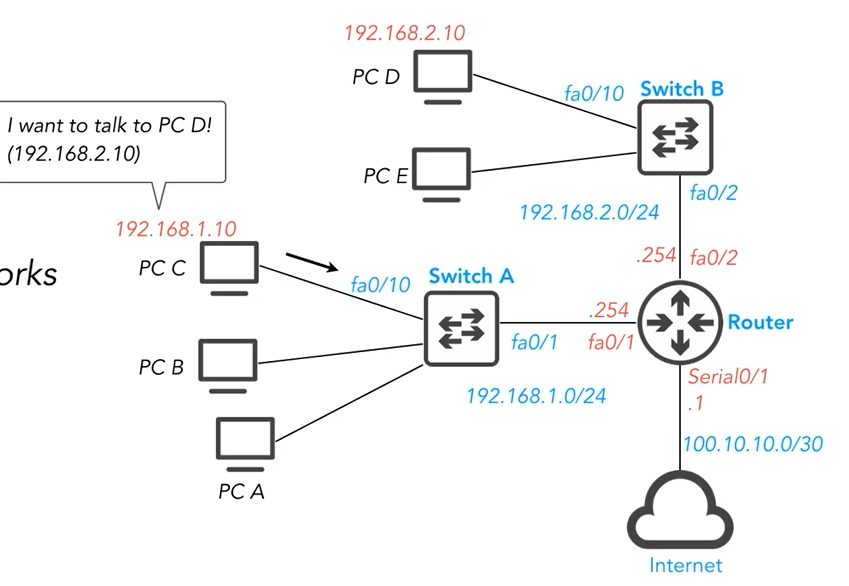 192.168.2.10
PC D
fa0/10
Switch B
I want to talk to PC D!
(192.168.2.10)
PC E
fa0/2
192.168.2.0/24
192.168.1.10
.254
fa0/2
orks
PC C
fa0/10
Switch A
.254
Router
fa0/1
fa0/1
PC B
Serial0/1
.1
192.168.1.0/24
100.10.10.0/30
PC A
Internet